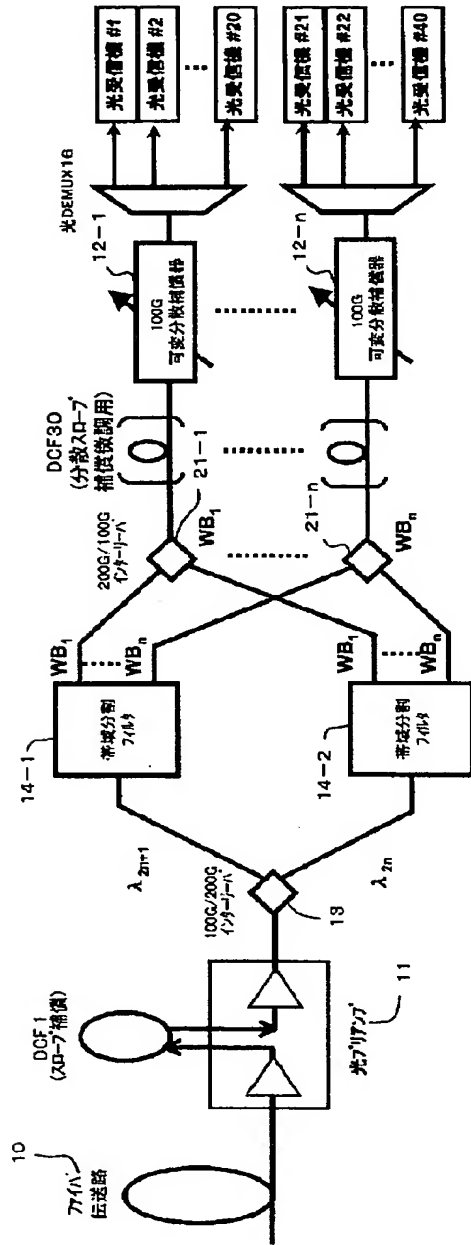 10
ファイバ
伝送路
DCF1
(スロープ補償)
光プリアンプ
11
100G/200G
インターリーバ
13
λ2n+1
λ2n
14-1
帯域分割
フィルタ
14-2
帯域分割
フィルタ
WB1
WBn
WB1
WBn
200G/100G
インターリーバ
21-1
WB1
21-n
WBn
DCF30
(分散スロープ
補償微調用)
12-1
100G
可変分散補償器
12-n
100G
可変分散補償器
光DEMUX16
光受信機 #1
光受信機 #2
光受信機 #20
光受信機 #21
光受信機 #22
光受信機 #40